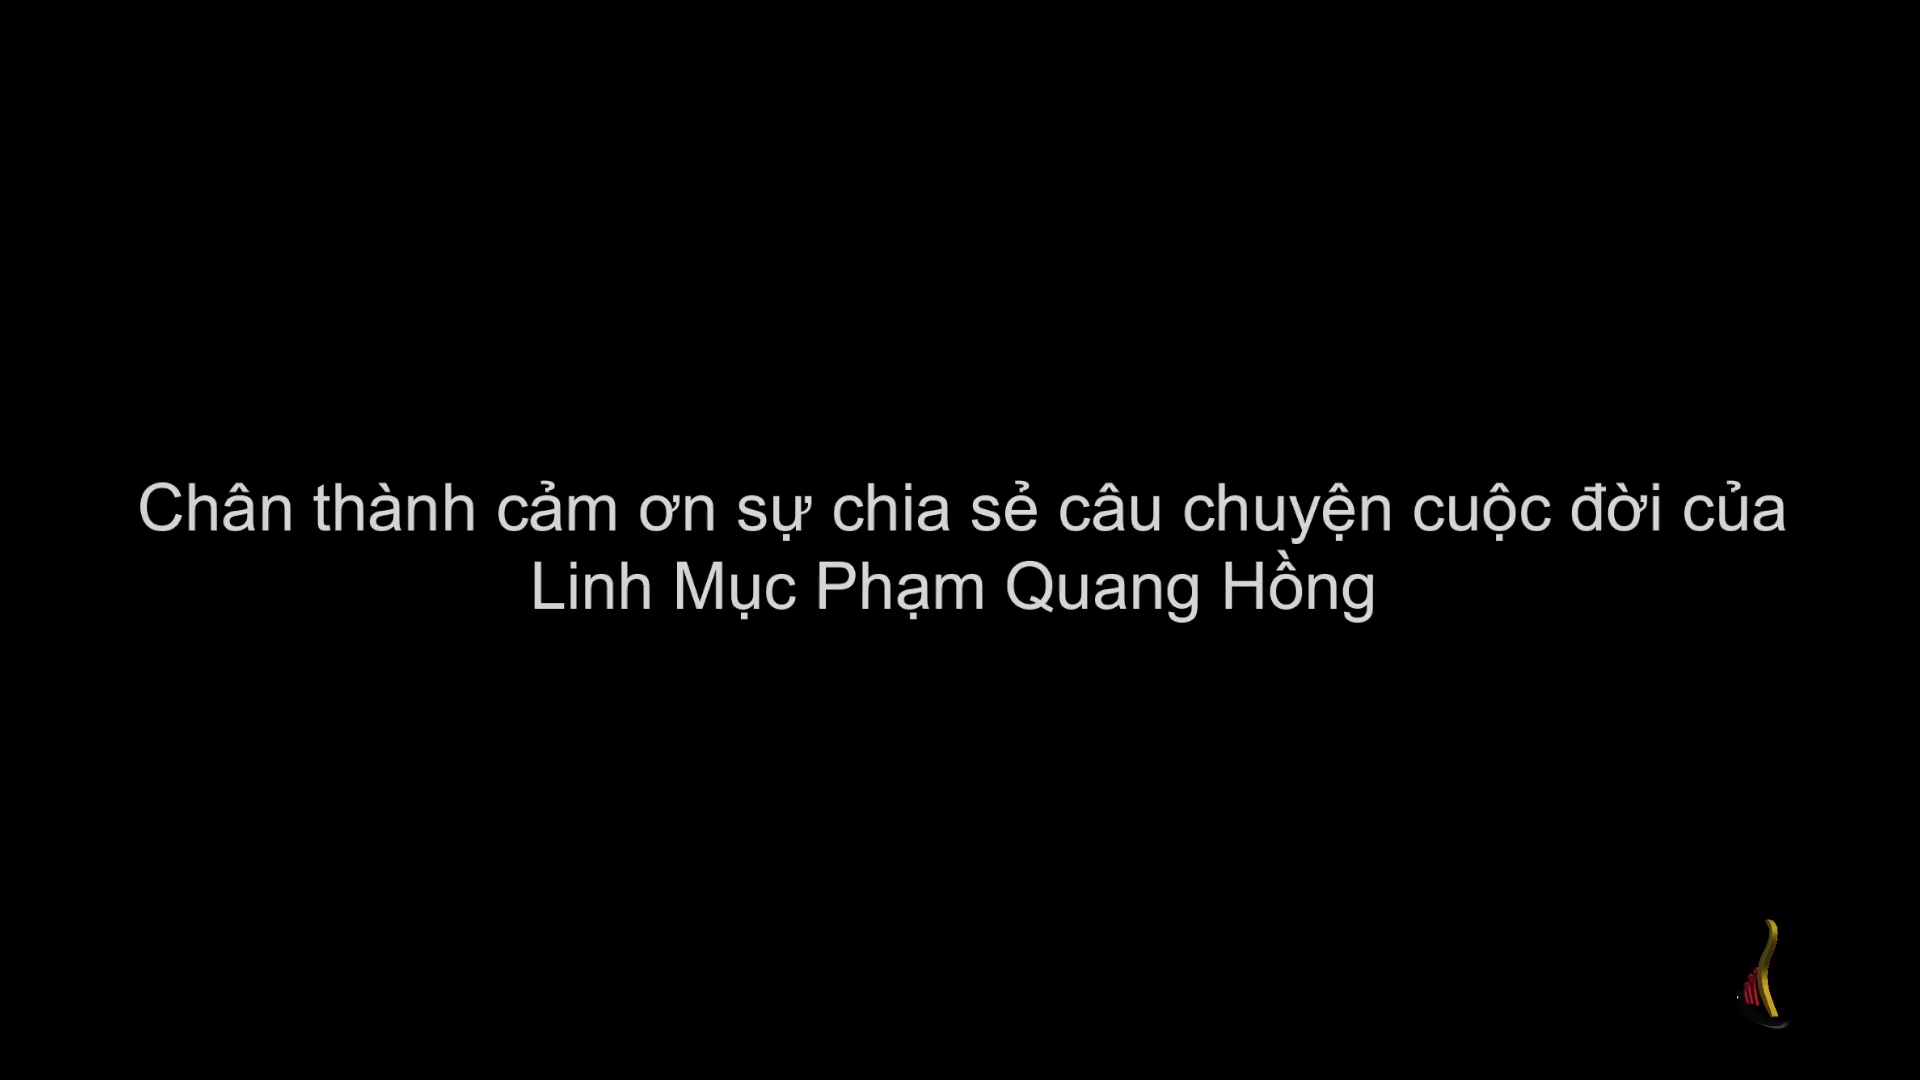 Chân thành cảm ơn sự chia sẻ câu chuyện cuộc đời của
Linh Mục Phạm Quang Hồng